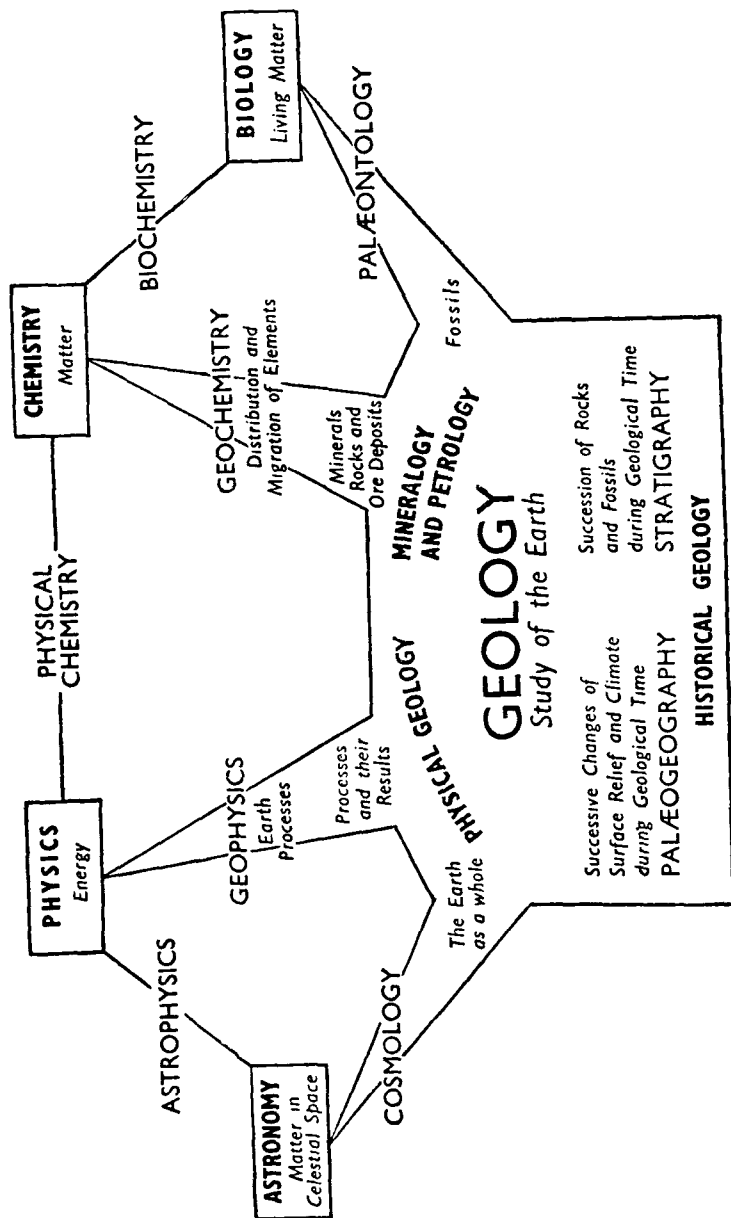 PHYSICS
Energy
PHYSICAL
CHEMISTRY
CHEMISTRY
Matter
ASTROPHYSICS
BIOCHEMISTRY
ASTRONOMY
Matter in
Celestial Space
BIOLOGY
Living Matter
GEOPHYSICS
Earth
Processes
GEOCHEMISTRY
Distribution and
Migration of Elements
COSMOLOGY
PALÆONTOLOGY
Processes
and their
Results
Minerals
Rocks and
Ore Deposits
The Earth
as a whole
Fossils
PHYSICAL GEOLOGY
MINERALOGY
AND PETROLOGY
GEOLOGY
Study of the Earth
Successive Changes of
Surface Relief and Climate
during Geological Time
PALÆOGEOGRAPHY
Succession of Rocks
and Fossils
during Geological Time
STRATIGRAPHY
HISTORICAL GEOLOGY